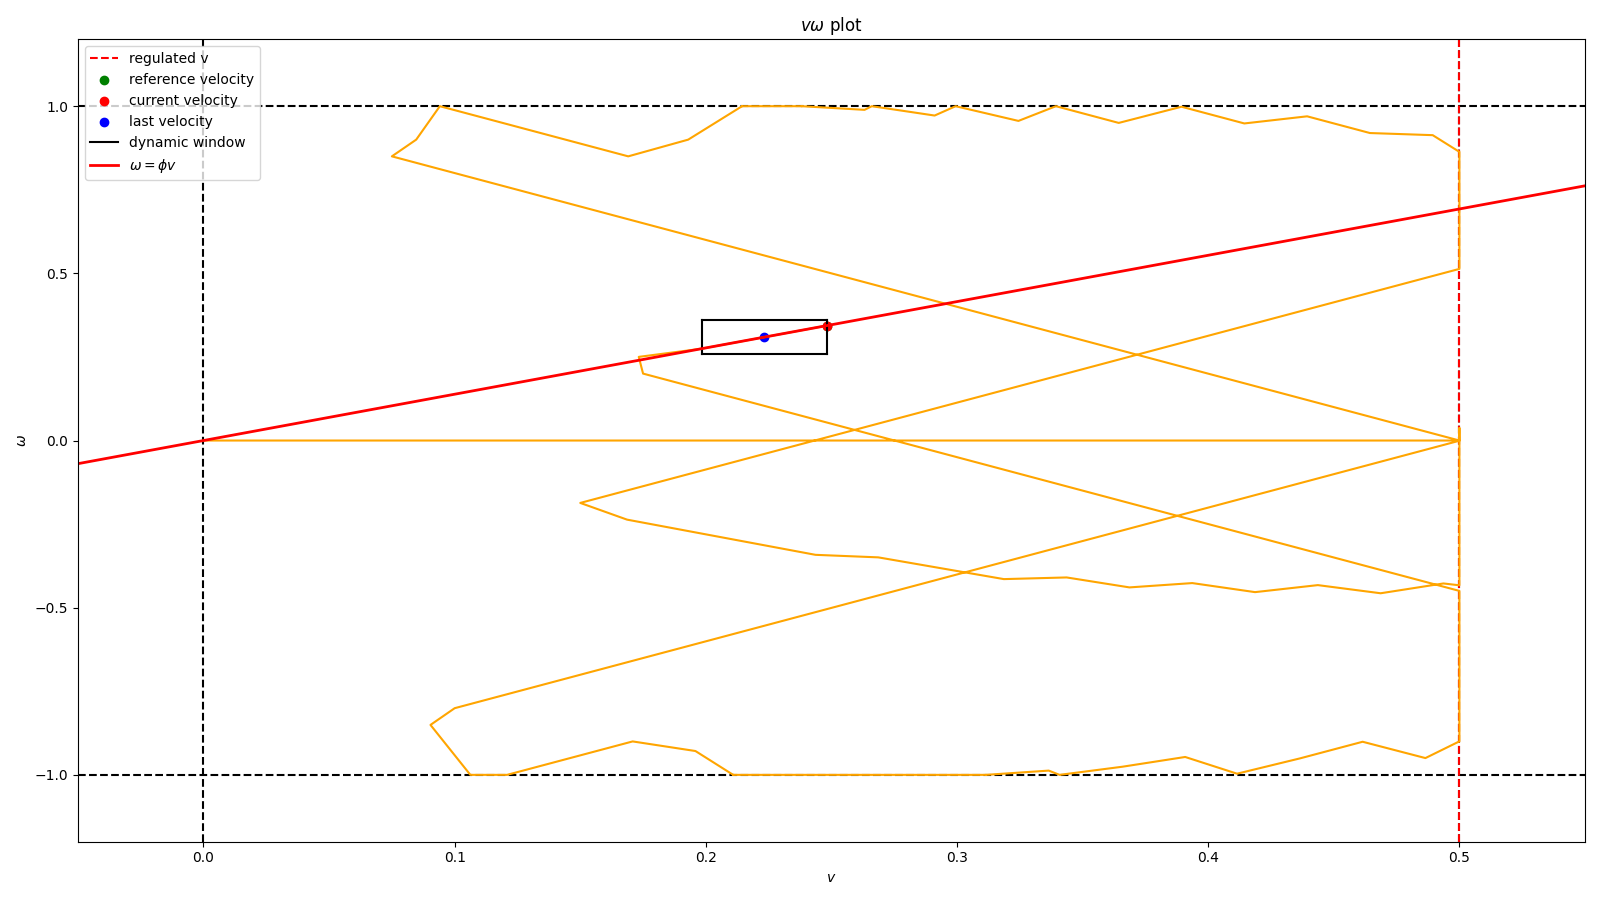 vω plot
regulated v
reference velocity
current velocity
last velocity
dynamic window
ω = ϕv
1.0
0.5
0.0
−0.5
−1.0
ω
0.0 0.1 0.2 0.3 0.4 0.5
v